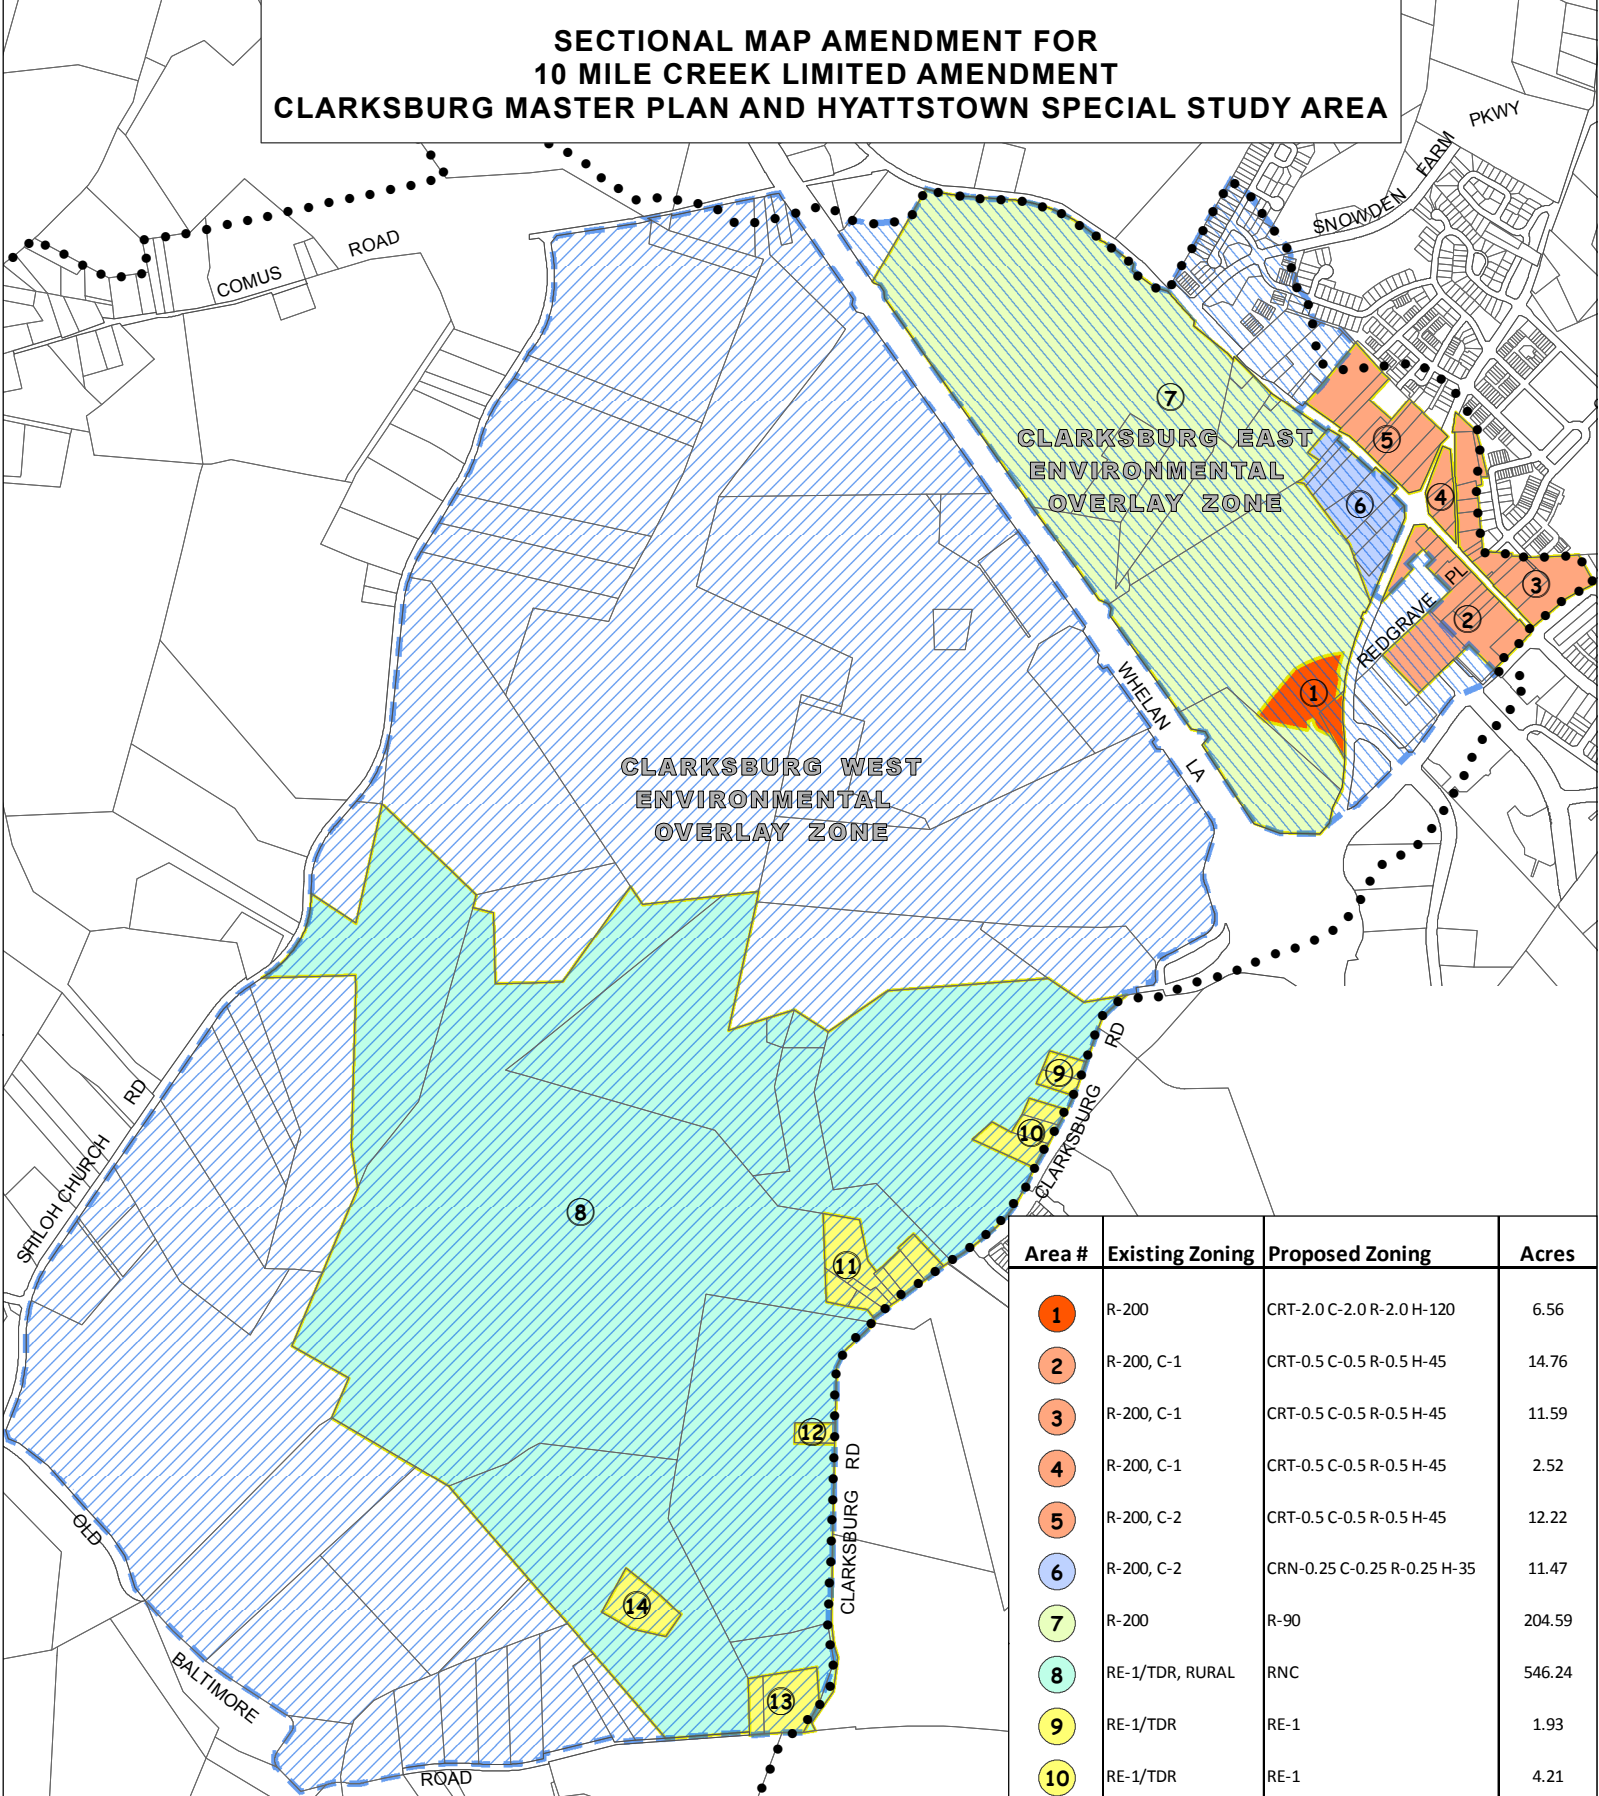 SECTIONAL MAP AMENDMENT FOR
10 MILE CREEK LIMITED AMENDMENT
CLARKSBURG MASTER PLAN AND HYATTSTOWN SPECIAL STUDY AREA
PKWY
FARM
SNOWDEN
ROAD
COMUS
7
CLARKSBURG EAST
ENVIRONMENTAL
OVERLAY ZONE
5
4
6
3
PL
REDGRAVE
2
1
WHELAN
LA
CLARKSBURG WEST
ENVIRONMENTAL
OVERLAY ZONE
RD
SHILOH CHURCH
RD
CLARKSBURG
9
10
8
11
12
CLARKSBURG RD
14
13
OLD
BALTIMORE
ROAD
Area # Existing Zoning Proposed Zoning Acres
1 R-200 CRT-2.0 C-2.0 R-2.0 H-120 6.56
2 R-200, C-1 CRT-0.5 C-0.5 R-0.5 H-45 14.76
3 R-200, C-1 CRT-0.5 C-0.5 R-0.5 H-45 11.59
4 R-200, C-1 CRT-0.5 C-0.5 R-0.5 H-45 2.52
5 R-200, C-2 CRT-0.5 C-0.5 R-0.5 H-45 12.22
6 R-200, C-2 CRN-0.25 C-0.25 R-0.25 H-35 11.47
7 R-200 R-90 204.59
8 RE-1/TDR, RURAL RNC 546.24
9 RE-1/TDR RE-1 1.93
10 RE-1/TDR RE-1 4.21